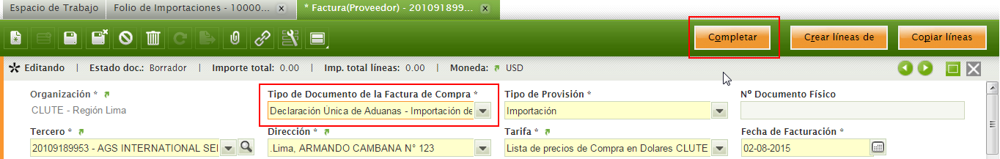 Espacio de Trabajo Folio de Importaciones - 10000... * Factura(Proveedor) - 201091899...
Completar Crear líneas de Copiar líneas
Editando | Estado doc.: Borrador | Importe total: 0.00 | Imp. total líneas: 0.00 | Moneda: USD
Organización * Tipo de Documento de la Factura de Compra * Tipo de Provisión * Nº Documento Físico
CLUTE - Región Lima Declaración Única de Aduanas - Importación de Importación
Tercero * Dirección * Tarifa * Fecha de Facturación *
20109189953 - AGS INTERNATIONAL SEI .Lima, ARMANDO CAMBANA N° 123 Lista de precios de Compra en Dolares CLUTE 02-08-2015